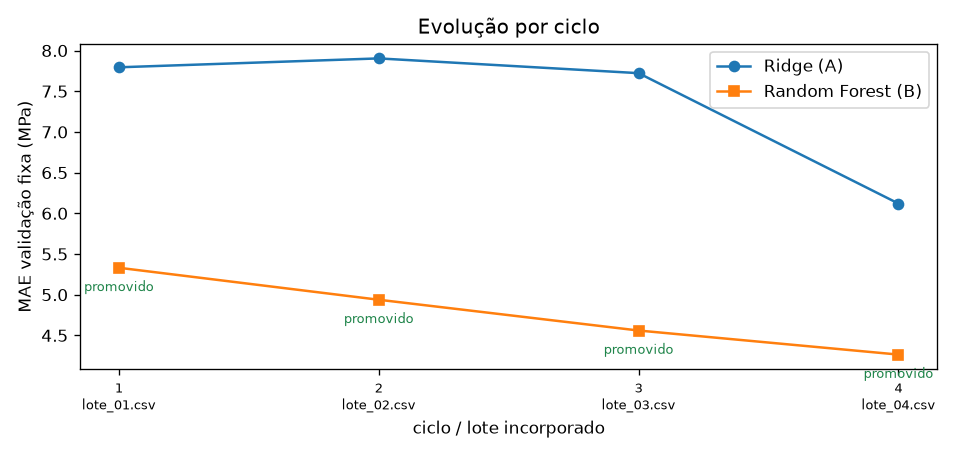 Evolução por ciclo
MAE validação fixa (MPa)
8.0
7.5
7.0
6.5
6.0
5.5
5.0
4.5
Ridge (A)
Random Forest (B)
promovido
promovido
promovido
promovido
1
lote_01.csv
2
lote_02.csv
3
lote_03.csv
4
lote_04.csv
ciclo / lote incorporado